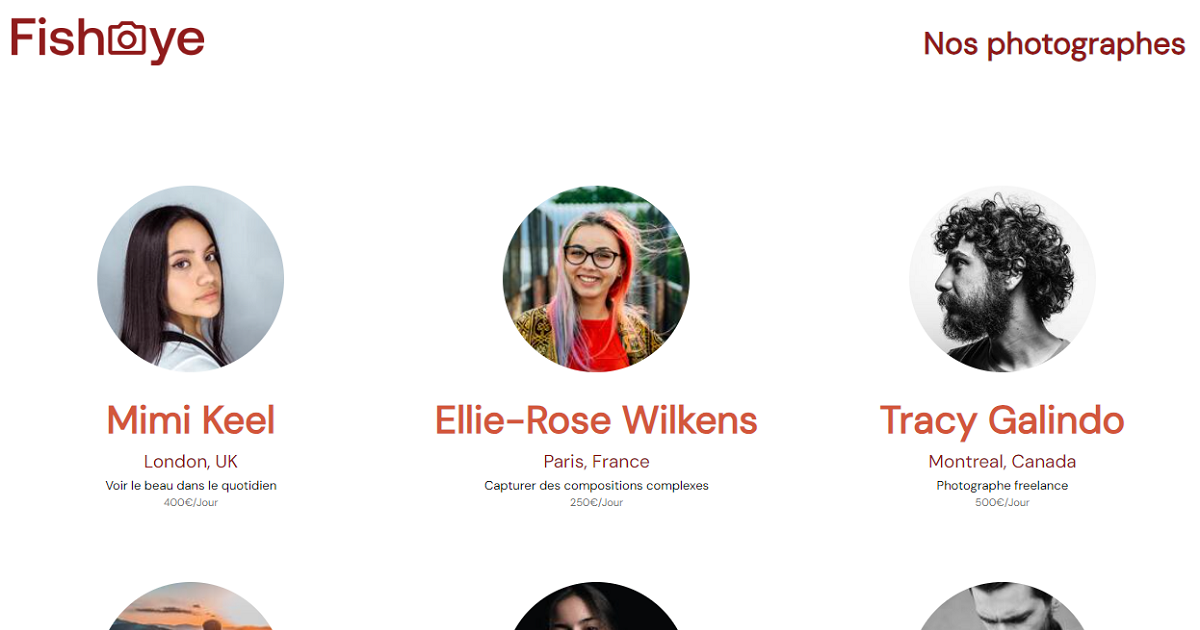 Fisheye
Nos photographes
Mimi Keel
London, UK
Voir le beau dans le quotidien
400€/Jour
Ellie-Rose Wilkens
Paris, France
Capturer des compositions complexes
250€/Jour
Tracy Galindo
Montreal, Canada
Photographe freelance
500€/Jour